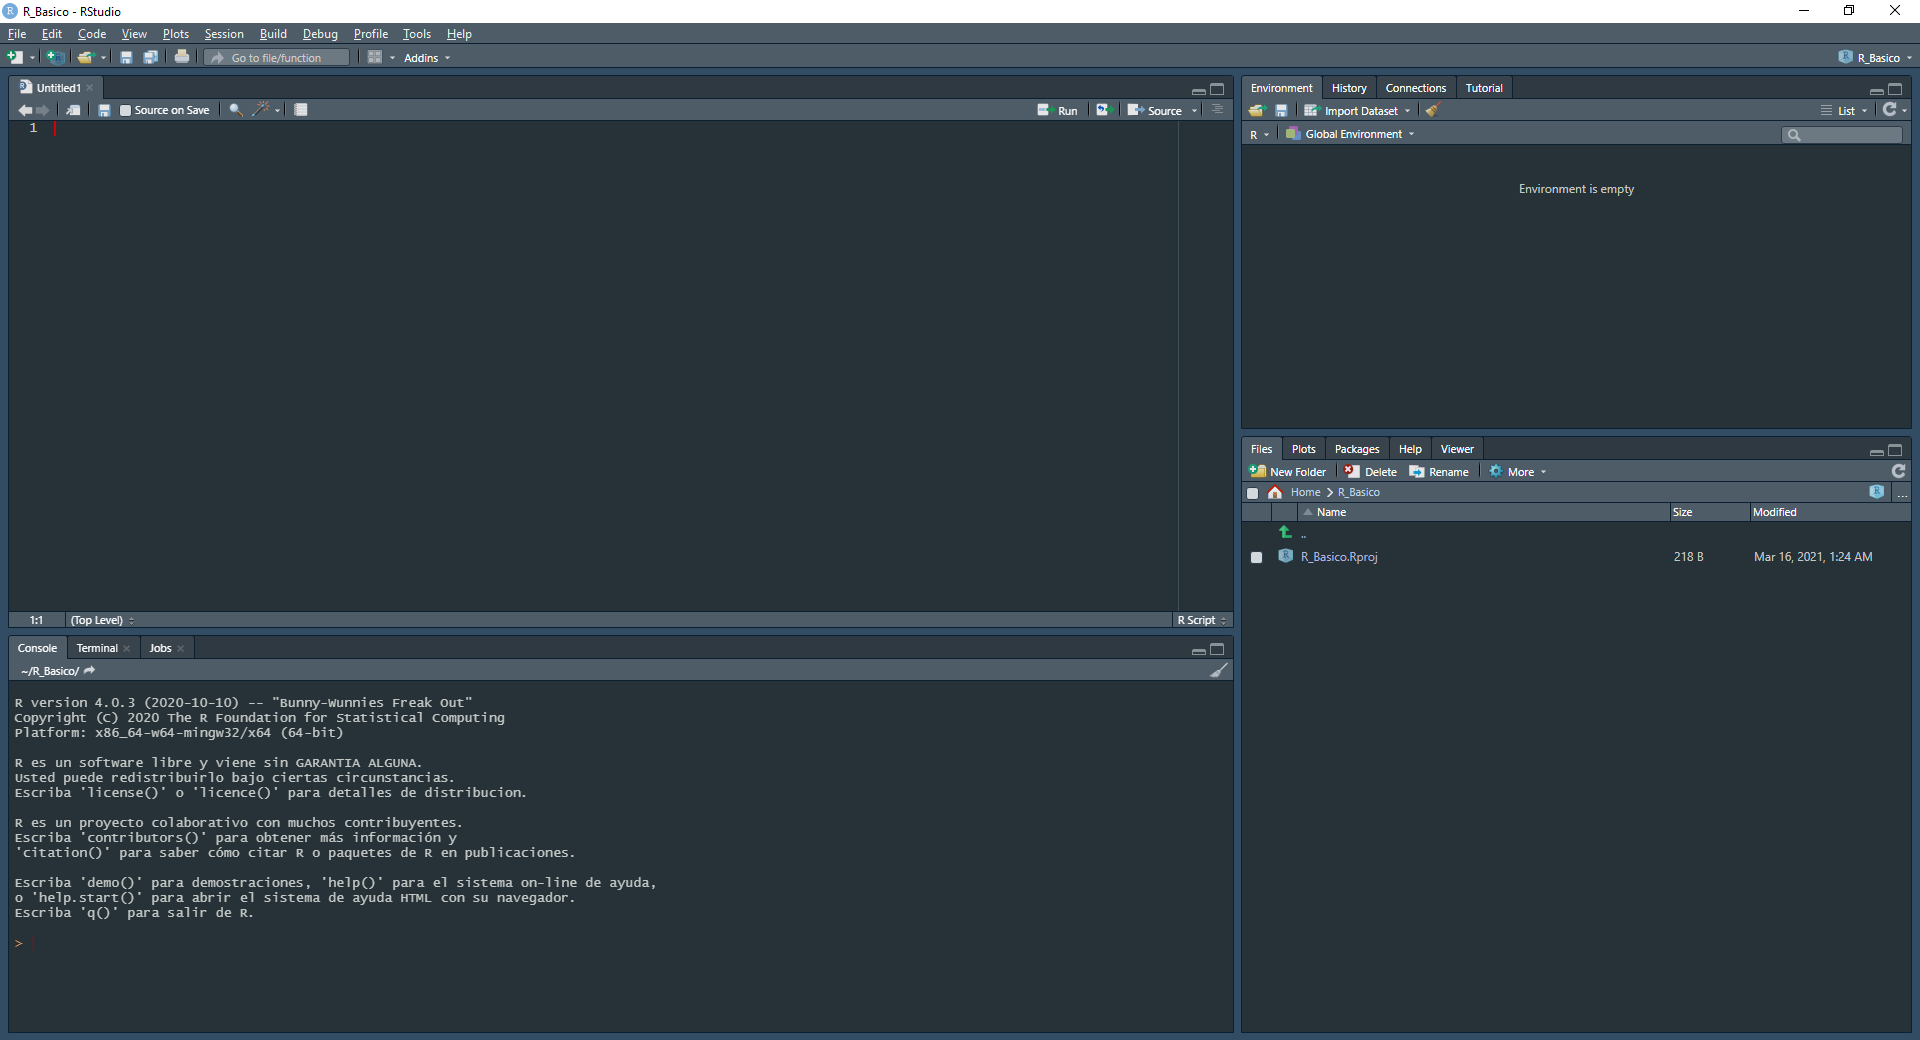 R_Basico - RStudio
File Edit Code View Plots Session Build Debug Profile Tools Help
Go to file/function Addins R_Basico
Untitled1
Source on Save Run Source
1
1:1 (Top Level) R Script
Console Terminal Jobs
~/R_Basico/
R version 4.0.3 (2020-10-10) -- "Bunny-Wunnies Freak Out"
Copyright (C) 2020 The R Foundation for Statistical Computing
Platform: x86_64-w64-mingw32/x64 (64-bit)
R es un software libre y viene sin GARANTIA ALGUNA.
Usted puede redistribuirlo bajo ciertas circunstancias.
Escriba 'license()' o 'licence()' para detalles de distribucion.
R es un proyecto colaborativo con muchos contribuyentes.
Escriba 'contributors()' para obtener más información y
'citation()' para saber cómo citar R o paquetes de R en publicaciones.
Escriba 'demo()' para demostraciones, 'help()' para el sistema on-line de ayuda,
o 'help.start()' para abrir el sistema de ayuda HTML con su navegador.
Escriba 'q()' para salir de R.
>
Environment History Connections Tutorial
Import Dataset List
R Global Environment
Environment is empty
Files Plots Packages Help Viewer
New Folder Delete Rename More
Home R_Basico ...
Name Size Modified
..
R_Basico.Rproj 218 B Mar 16, 2021, 1:24 AM